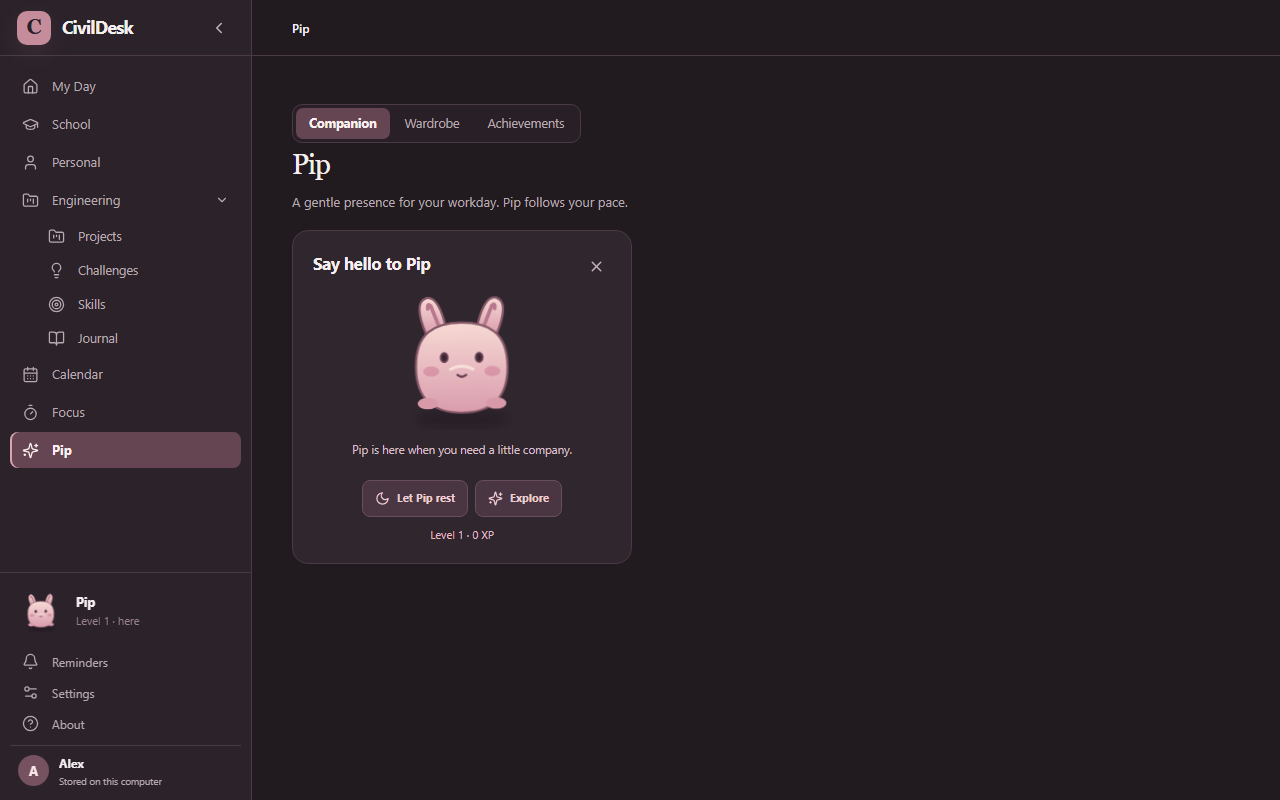 C CivilDesk
My Day
School
Personal
Engineering
Projects
Challenges
Skills
Journal
Calendar
Focus
Pip
Pip
Level 1 · here
Reminders
Settings
About
A
Alex
Stored on this computer
Pip
Companion Wardrobe Achievements
Pip
A gentle presence for your workday. Pip follows your pace.
Say hello to Pip
Pip is here when you need a little company.
Let Pip rest Explore
Level 1 · 0 XP